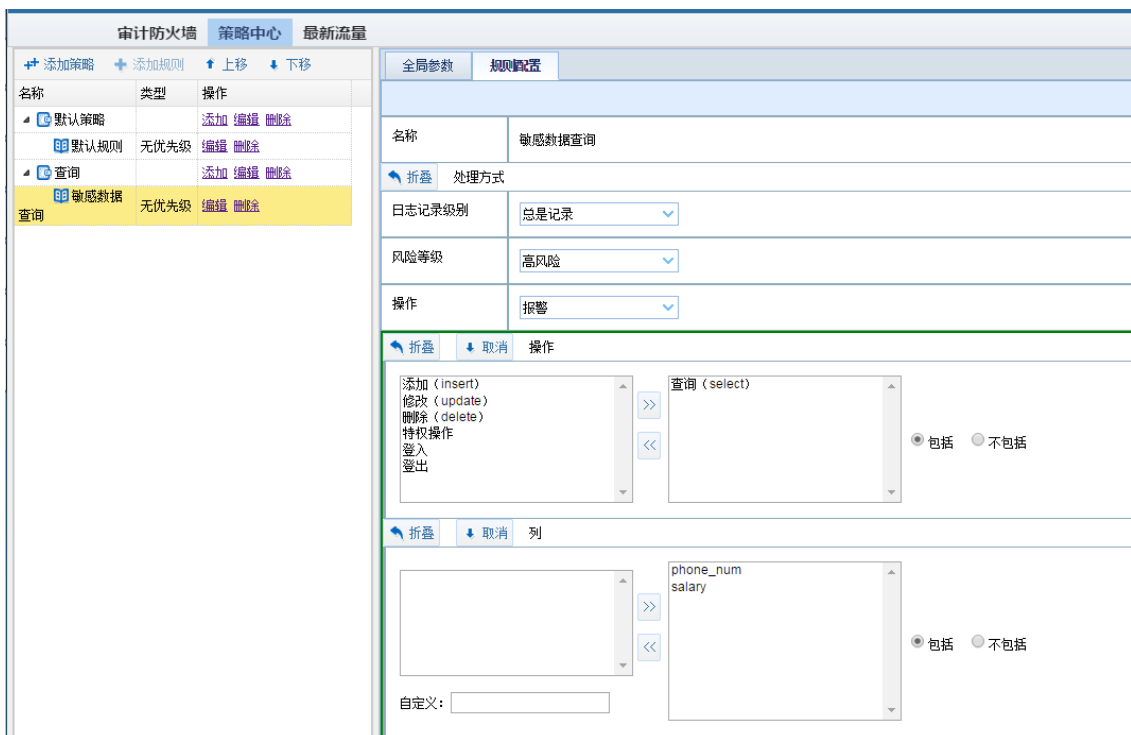 审计防火墙 策略中心 最新流量
添加策略 添加规则 上移 下移
名称 类型 操作
默认策略 添加 编辑 删除
默认规则 无优先级 编辑 删除
查询 添加 编辑 删除
敏感数据
查询 无优先级 编辑 删除
全局参数 规则配置
名称 敏感数据查询
折叠 处理方式
日志记录级别 总是记录
风险等级 高风险
操作 报警
折叠 取消 操作
添加（insert）
修改（update）
删除（delete）
特权操作
登入
登出
查询（select）
包括 不包括
折叠 取消 列
phone_num
salary
包括 不包括
自定义：